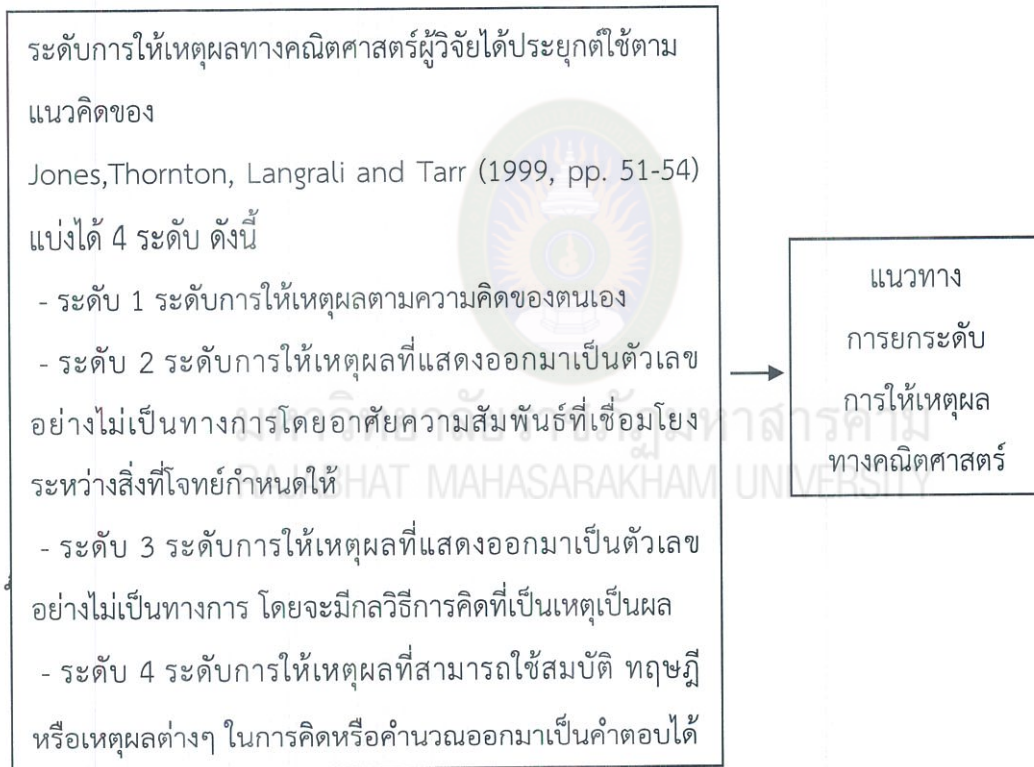 ระดับการให้เหตุผลทางคณิตศาสตร์ผู้วิจัยได้ประยุกต์ใช้ตาม
แนวคิดของ
Jones,Thornton, Langrali and Tarr (1999, pp. 51-54)
แบ่งได้ 4 ระดับ ดังนี้
- ระดับ 1 ระดับการให้เหตุผลตามความคิดของตนเอง
- ระดับ 2 ระดับการให้เหตุผลที่แสดงออกมาเป็นตัวเลข
อย่างไม่เป็นทางการโดยอาศัยความสัมพันธ์ที่เชื่อมโยง
ระหว่างสิ่งที่โจทย์กำหนดให้
- ระดับ 3 ระดับการให้เหตุผลที่แสดงออกมาเป็นตัวเลข
อย่างไม่เป็นทางการ โดยจะมีกลวิธีการคิดที่เป็นเหตุเป็นผล
- ระดับ 4 ระดับการให้เหตุผลที่สามารถใช้สมบัติ ทฤษฎี
หรือเหตุผลต่างๆ ในการคิดหรือคำนวณออกมาเป็นคำตอบได้
แนวทาง
การยกระดับ
การให้เหตุผล
ทางคณิตศาสตร์
มหาวิทยาลัยราชภัฏมหาสารคาม
RAJABHAT MAHASARAKHAM UNIVERSITY